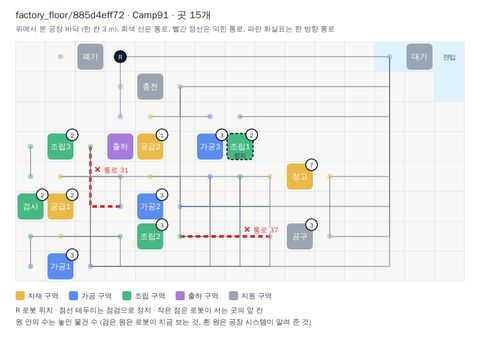 factory_floor/885d4eff72 · Camp91 · 곳 15개
위에서 본 공장 바닥 (한 칸 3 m). 회색 선은 통로, 빨간 점선은 막힌 통로, 파란 화살표는 한 방향 통로
폐기 R 대기 진입
충전
조립3 2 출하 공급2 1 가공3 3 조립1 2
✕ 통로 31
창고 7
검사 2 공급1 2 가공2 3
조립2 3 ✕ 통로 37 공구 3
가공1 3
자재 구역 가공 구역 조립 구역 출하 구역 지원 구역
R 로봇 위치 · 점선 테두리는 점검으로 정지 · 작은 점은 로봇이 서는 곳의 앞 칸
원 안의 수는 놓인 물건 수 (검은 원은 로봇이 지금 보는 것, 흰 원은 공장 시스템이 알려 준 것)